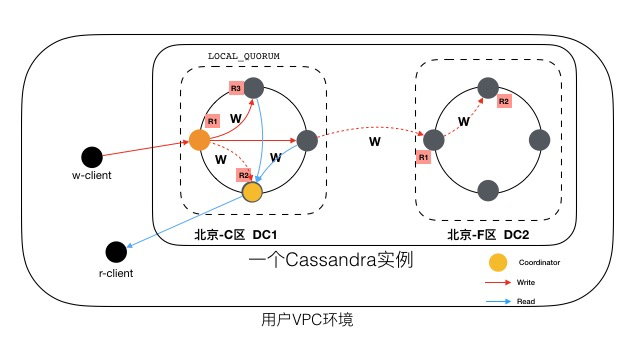 LOCAL_QUORUM
R3
R2
R1
W
W
W
W
W
R2
R1
w-client
r-client
北京-C区 DC1
北京-F区 DC2
一个Cassandra实例
Coordinator
Write
Read
用户VPC环境